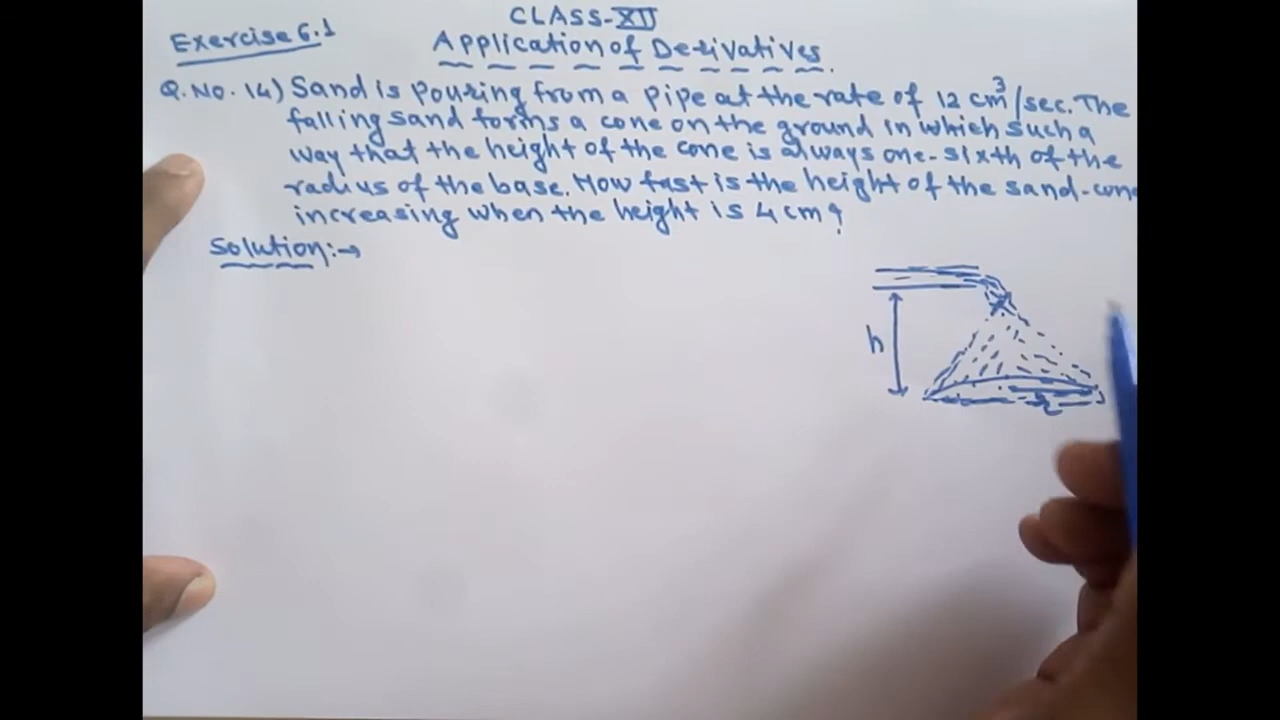 CLASS-XII
Exercise 6.1
Application of Derivatives.
Q. No. 14) Sand is pouring from a pipe at the rate of 12 cm³/sec. The
falling sand forms a cone on the ground in which such a
way that the height of the cone is always one-sixth of the
radius of the base. How fast is the height of the sand-cone
increasing when the height is 4 cm?
Solution:→
h
r